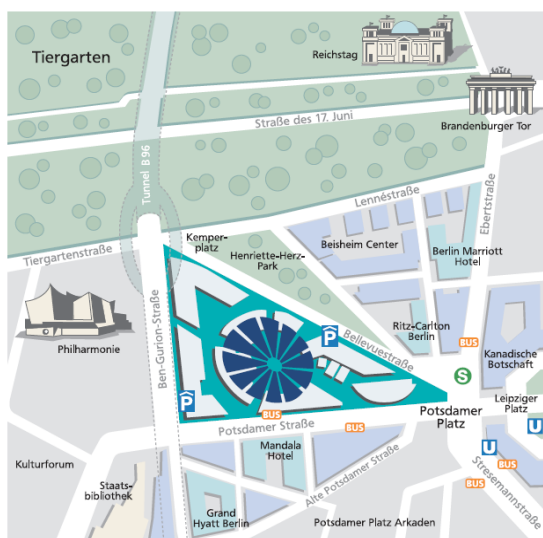 Tiergarten
Reichstag
Straße des 17. Juni
Brandenburger Tor
Tunnel B 96
Lennéstraße
Ebertstraße
Tiergartenstraße
Kemper-
platz
Henriette-Herz-
Park
Beisheim Center
Berlin Marriott
Hotel
Philharmonie
Ben-Gurion-Straße
P
Bellevuestraße
Ritz-Carlton
Berlin
BUS
Kanadische
Botschaft
S
P
BUS
Potsdamer Straße
BUS
Potsdamer
Platz
Leipziger
Platz
U
U
BUS
BUS
Kulturforum
Staats-
bibliothek
Mandala
Hotel
Alte Potsdamer Straße
Stresemannstraße
Grand
Hyatt Berlin
Potsdamer Platz Arkaden